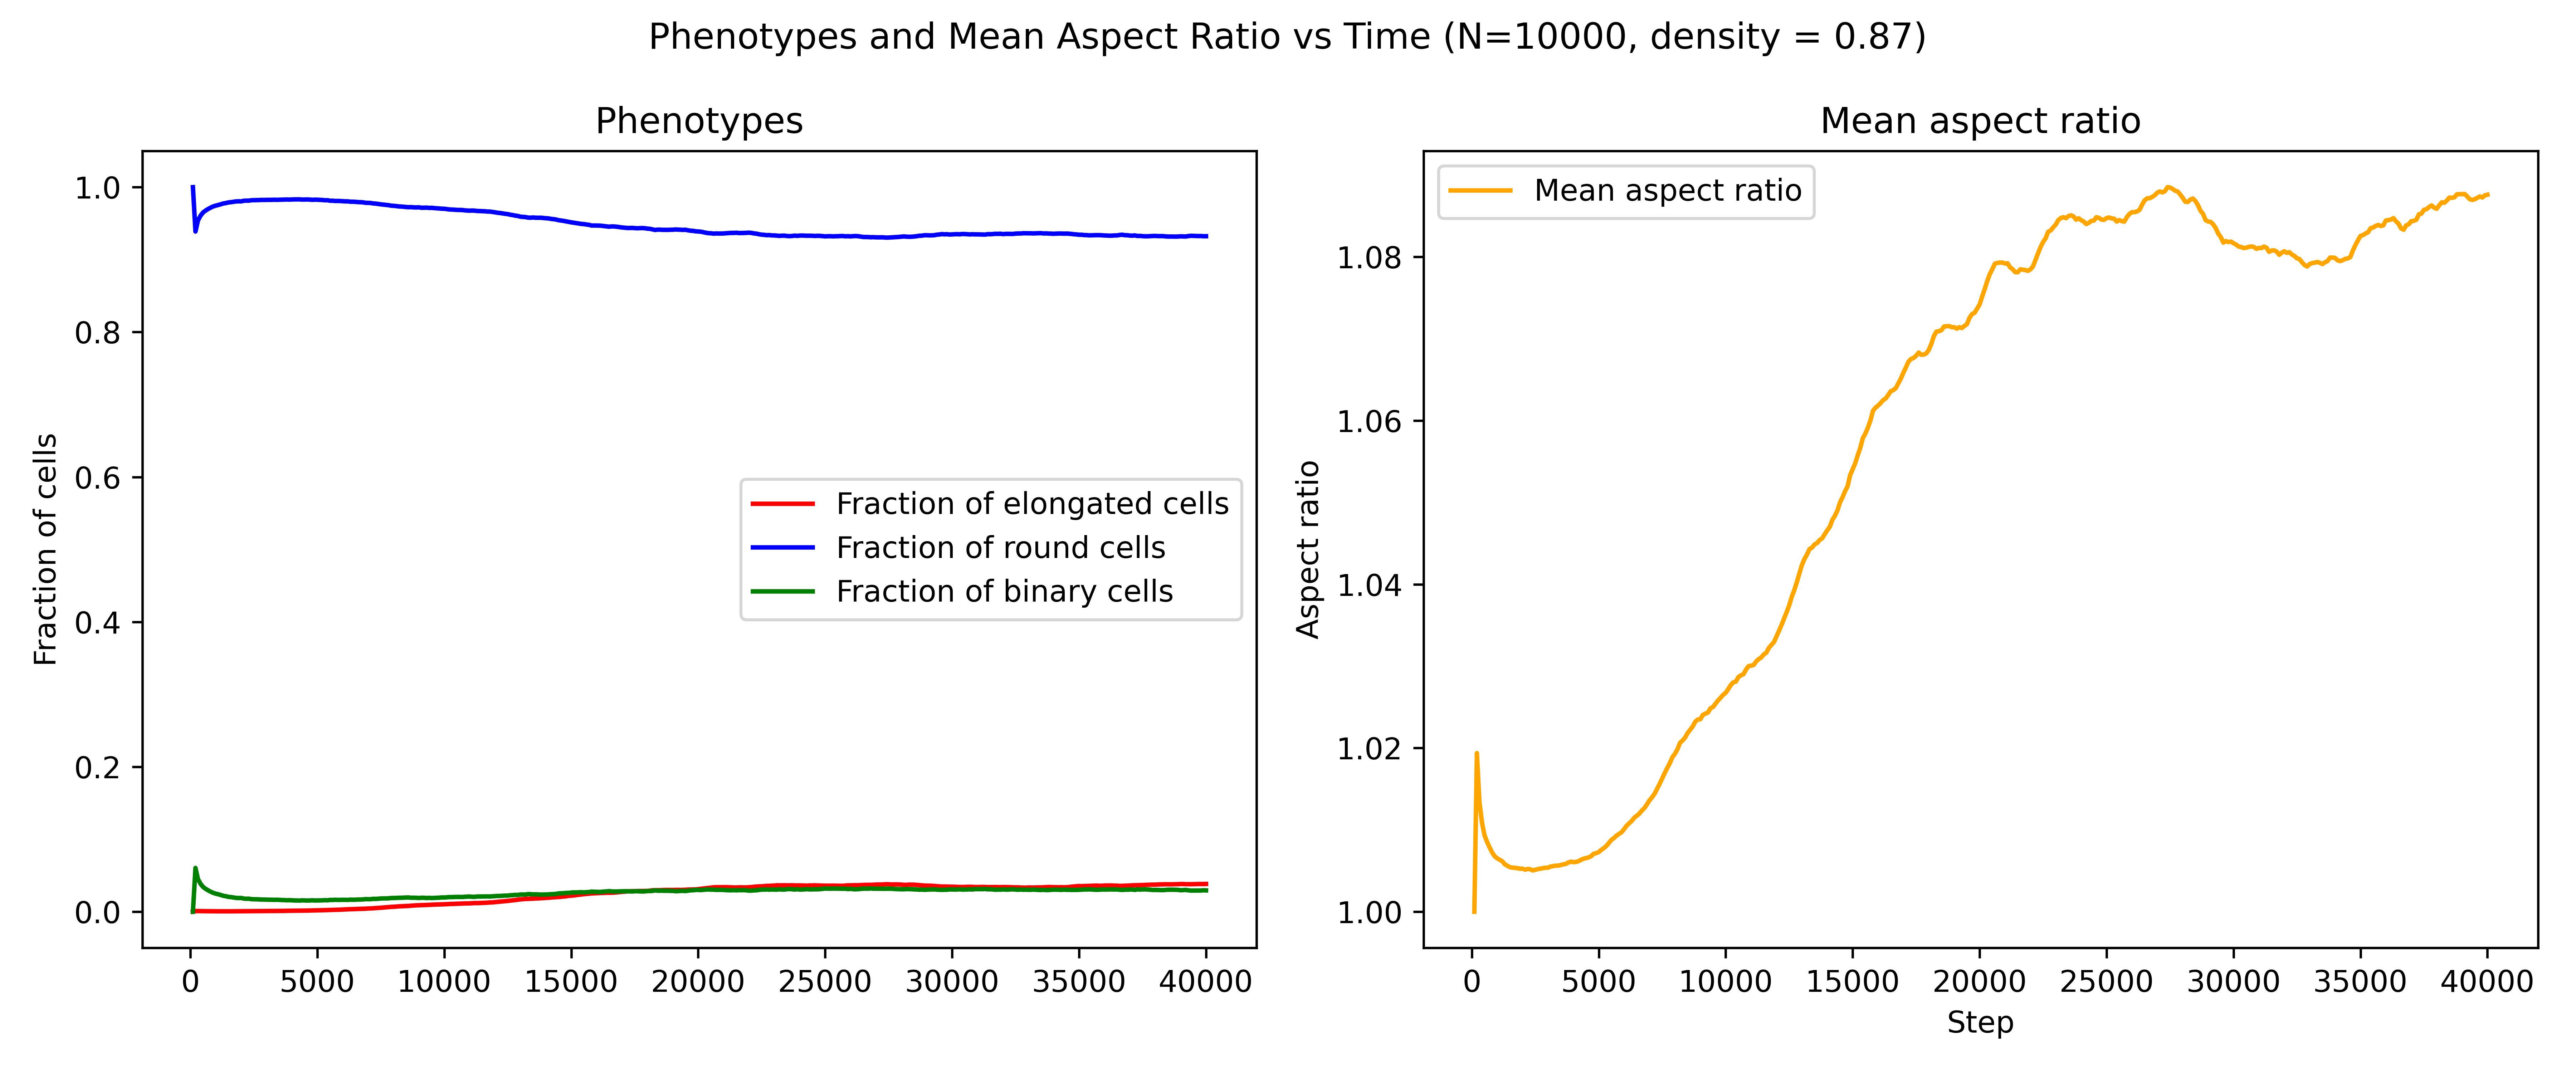 Phenotypes and Mean Aspect Ratio vs Time (N=10000, density = 0.87)
Phenotypes
Fraction of cells
1.0
0.8
0.6
0.4
0.2
0.0
Fraction of elongated cells
Fraction of round cells
Fraction of binary cells
0 5000 10000 15000 20000 25000 30000 35000 40000
Mean aspect ratio
Mean aspect ratio
Aspect ratio
1.08
1.06
1.04
1.02
1.00
0 5000 10000 15000 20000 25000 30000 35000 40000
Step